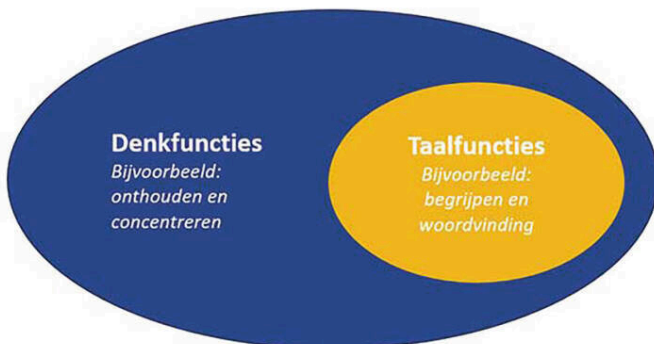 Denkfuncties
Bijvoorbeeld:
onthouden en
concentreren
Taalfuncties
Bijvoorbeeld:
begrijpen en
woordvinding